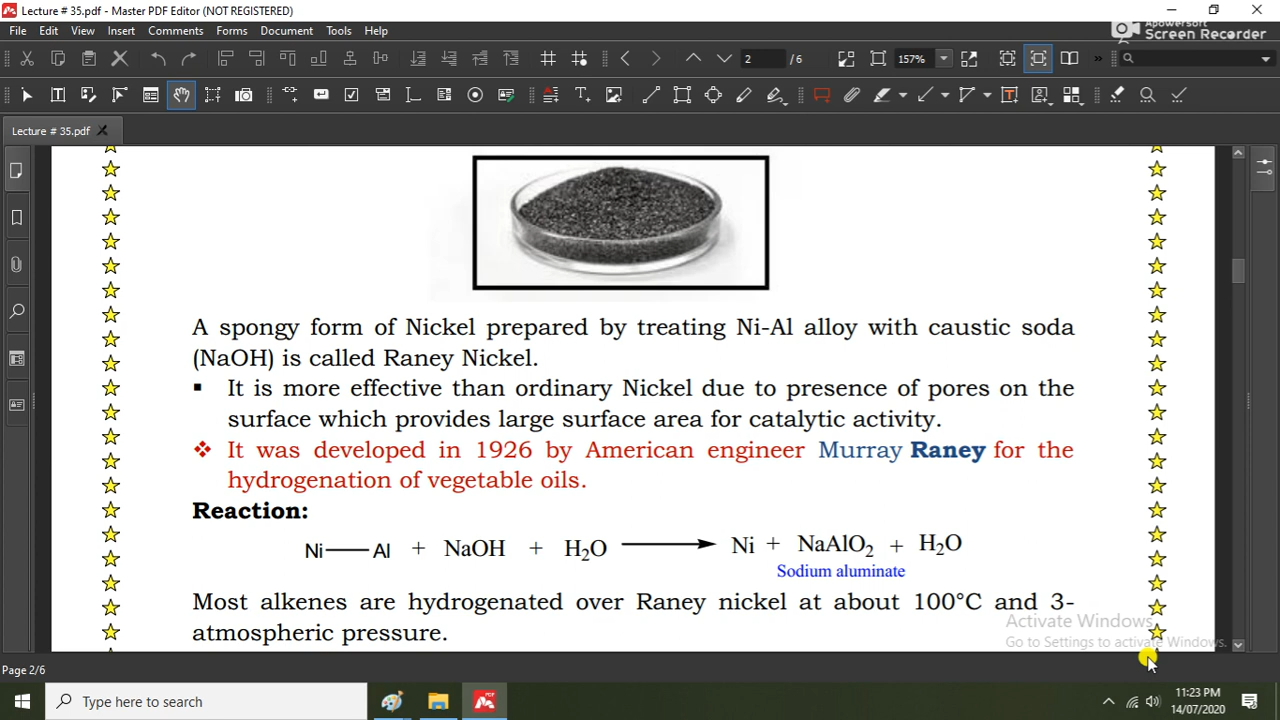 Lecture # 35.pdf - Master PDF Editor (NOT REGISTERED)
File Edit View Insert Comments Forms Document Tools Help
Apowersoft
Screen Recorder
2 / 6 157%
Lecture # 35.pdf
A spongy form of Nickel prepared by treating Ni-Al alloy with caustic soda
(NaOH) is called Raney Nickel.
▪ It is more effective than ordinary Nickel due to presence of pores on the
surface which provides large surface area for catalytic activity.
❖ It was developed in 1926 by American engineer Murray Raney for the
hydrogenation of vegetable oils.
Reaction:
Ni—Al + NaOH + H₂O → Ni + NaAlO₂ + H₂O
Sodium aluminate
Most alkenes are hydrogenated over Raney nickel at about 100°C and 3-
atmospheric pressure.
Activate Windows
Go to Settings to activate Windows.
Page 2/6
Type here to search
11:23 PM
14/07/2020